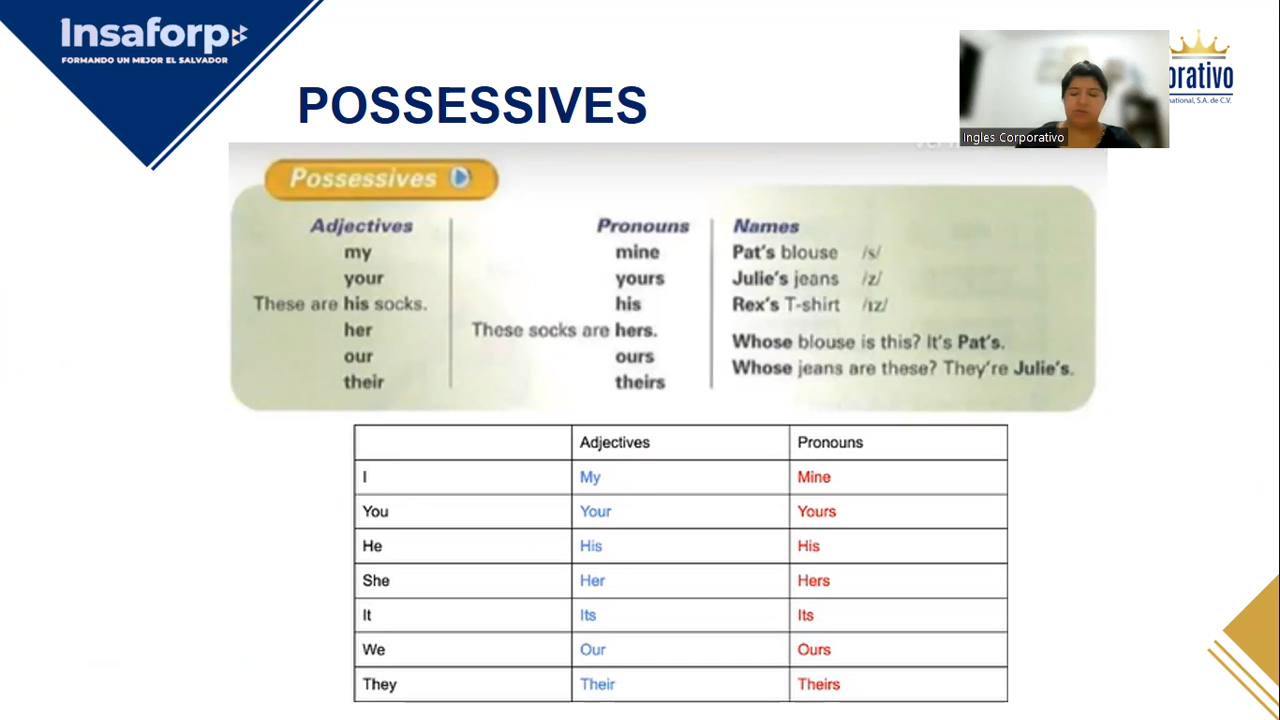 Insaforp
FORMANDO UN MEJOR EL SALVADOR
orativo
national, S.A. de C.V.
Ingles Corporativo
POSSESSIVES
Possessives
Adjectives
my
your
These are his socks.
her
our
their
Pronouns
mine
yours
his
These socks are hers.
ours
theirs
Names
Pat's blouse /s/
Julie's jeans /z/
Rex's T-shirt /ɪz/
Whose blouse is this? It's Pat's.
Whose jeans are these? They're Julie's.
Adjectives Pronouns
I My Mine
You Your Yours
He His His
She Her Hers
It Its Its
We Our Ours
They Their Theirs